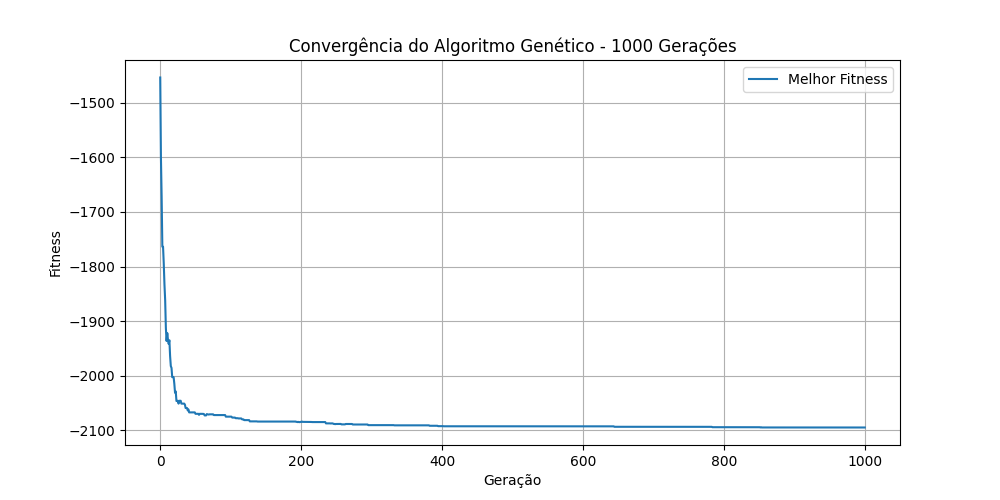 Convergência do Algoritmo Genético - 1000 Gerações
Melhor Fitness
Fitness
−1500
−1600
−1700
−1800
−1900
−2000
−2100
0 200 400 600 800 1000
Geração